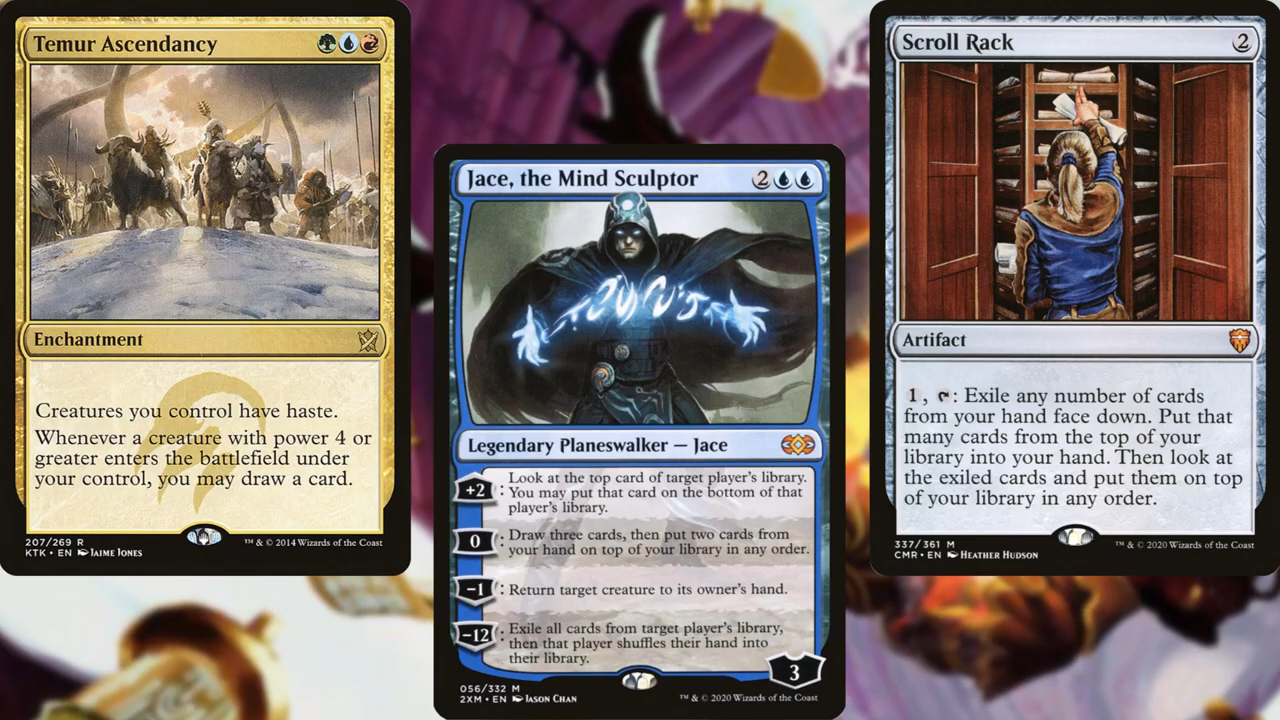 Temur Ascendancy
Enchantment
Creatures you control have haste.
Whenever a creature with power 4 or
greater enters the battlefield under
your control, you may draw a card.
207/269 R
KTK • EN Jaime Jones
™ & © 2014 Wizards of the Coast
Jace, the Mind Sculptor 2
Legendary Planeswalker — Jace
+2: Look at the top card of target player's library.
You may put that card on the bottom of that
player's library.
0: Draw three cards, then put two cards from
your hand on top of your library in any order.
−1: Return target creature to its owner's hand.
−12: Exile all cards from target player's library,
then that player shuffles their hand into
their library.
3
056/332 M
2XM • EN Jason Chan
™ & © 2020 Wizards of the Coast
Scroll Rack 2
Artifact
1, : Exile any number of cards
from your hand face down. Put that
many cards from the top of your
library into your hand. Then look at
the exiled cards and put them on top
of your library in any order.
337/361 M
CMR • EN Heather Hudson
™ & © 2020 Wizards of the Coast